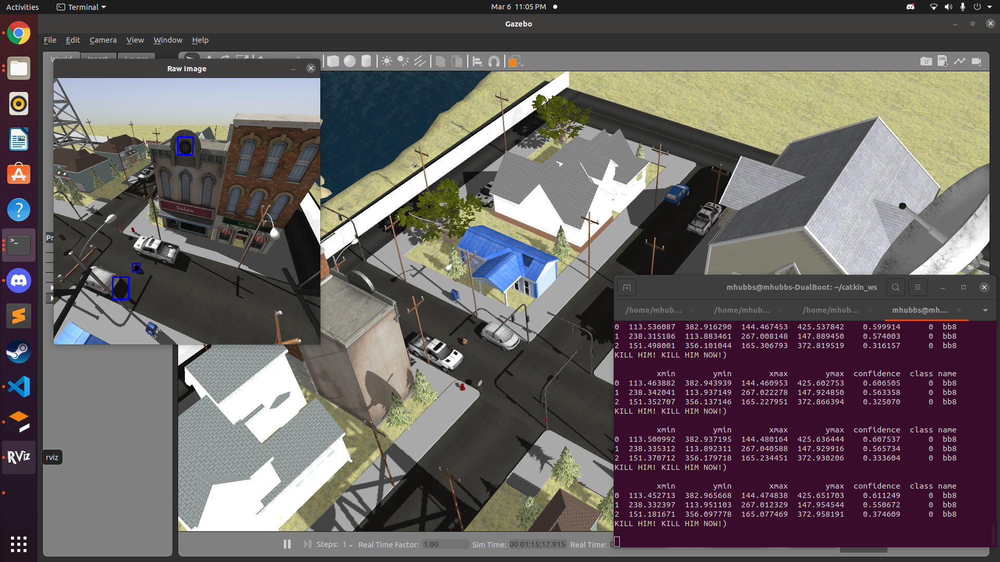 Activities
Terminal
Mar 6 11:05 PM
Gazebo
File Edit Camera View Window Help
World Insert Layers
LOG
Raw Image
Salon
Pr
mhubbs@mhubbs-DualBoot: ~/catkin_ws
/home/mhub... /home/mhub... /home/mhub... mhubbs@mh...
0 113.536087 382.916290 144.467453 425.537842 0.599914 0 bb8
1 238.315186 113.883461 267.008148 147.889450 0.574003 0 bb8
2 151.498001 356.101044 165.306793 372.819519 0.316157 0 bb8
KILL HIM! KILL HIM NOW!)
xmin ymin xmax ymax confidence class name
0 113.463882 382.943939 144.460953 425.602753 0.606505 0 bb8
1 238.342041 113.937149 267.022278 147.924850 0.563358 0 bb8
2 151.352707 356.137146 165.227951 372.866394 0.325070 0 bb8
KILL HIM! KILL HIM NOW!)
xmin ymin xmax ymax confidence class name
0 113.500992 382.937195 144.480164 425.636444 0.607537 0 bb8
1 238.335312 113.892311 267.040588 147.929916 0.565734 0 bb8
2 151.370712 356.179718 165.234451 372.930206 0.333604 0 bb8
KILL HIM! KILL HIM NOW!)
xmin ymin xmax ymax confidence class name
0 113.452713 382.965668 144.474838 425.651703 0.611249 0 bb8
1 238.332397 113.951103 267.012329 147.954544 0.550672 0 bb8
2 151.181671 356.097778 165.077469 372.958191 0.374609 0 bb8
KILL HIM! KILL HIM NOW!)
RViz
rviz
Steps: 1 Real Time Factor: 1.00 Sim Time: 00 01:15:17.915 Real Time: